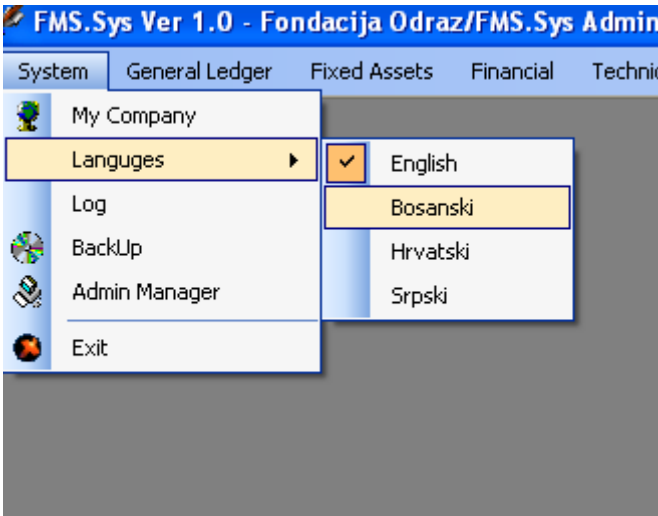 FMS.Sys Ver 1.0 - Fondacija Odraz/FMS.Sys Admin
System General Ledger Fixed Assets Financial Technic
My Company
Languges
English
Bosanski
Log
Hrvatski
BackUp
Srpski
Admin Manager
Exit